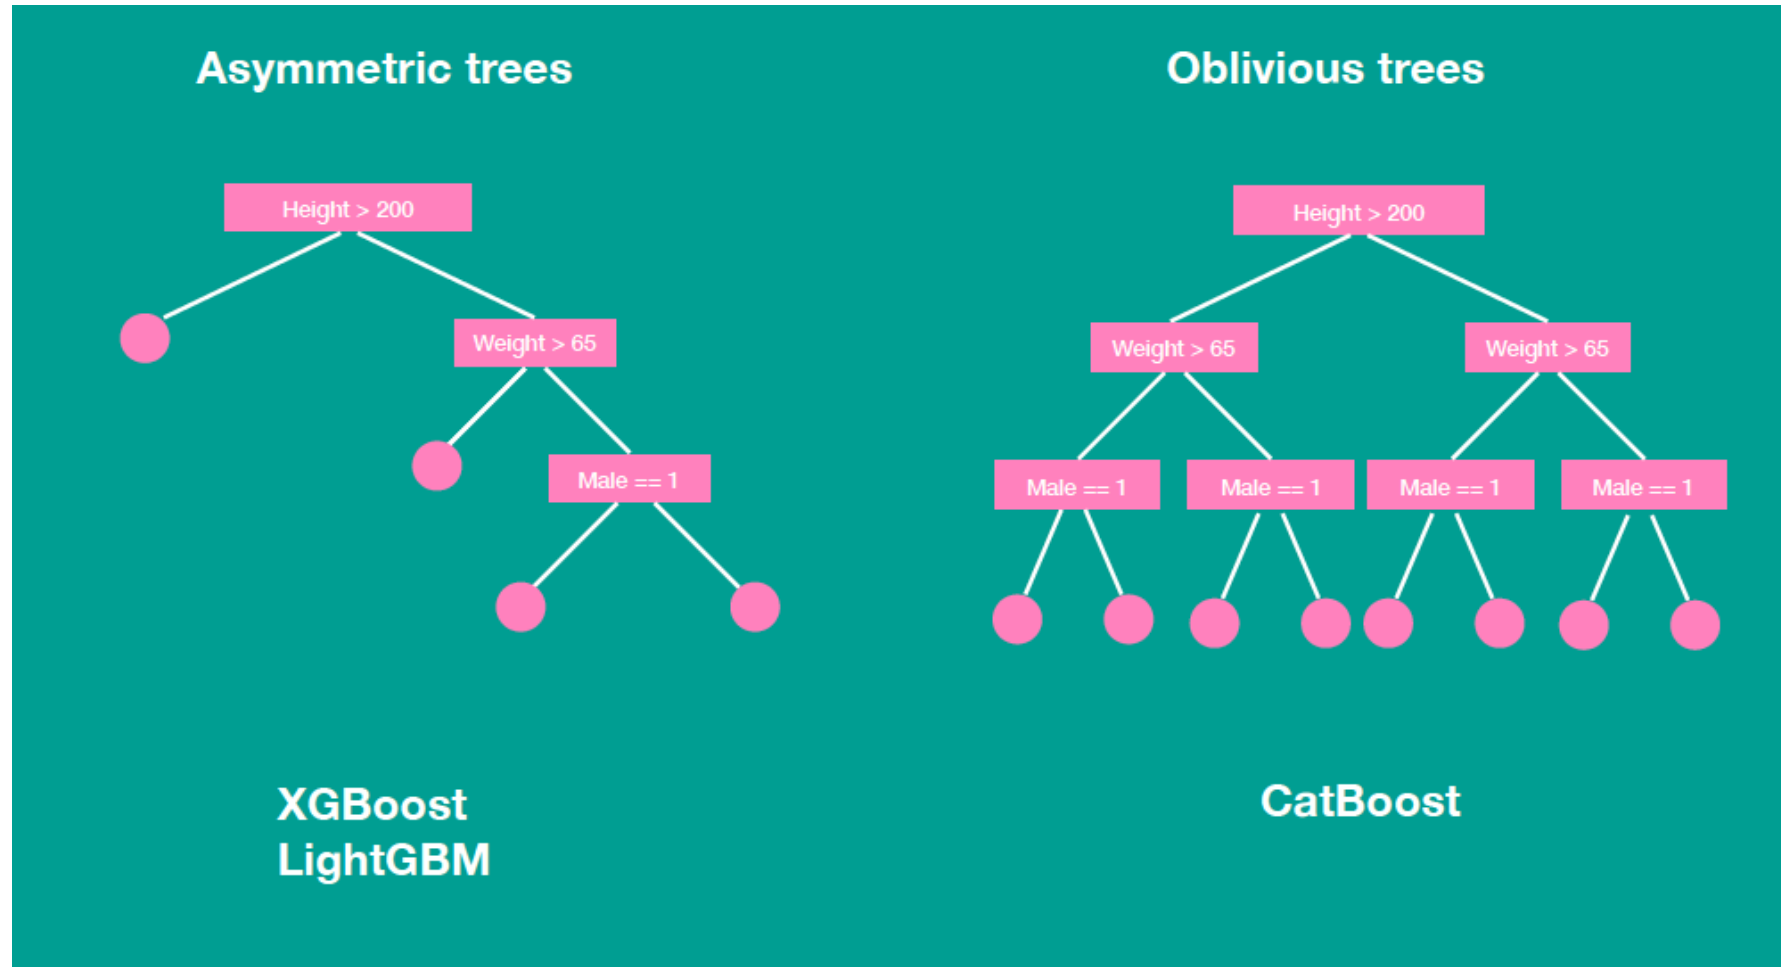 Asymmetric trees
Height > 200
Weight > 65
Male == 1
XGBoost
LightGBM
Oblivious trees
Height > 200
Weight > 65
Weight > 65
Male == 1
Male == 1
Male == 1
Male == 1
CatBoost